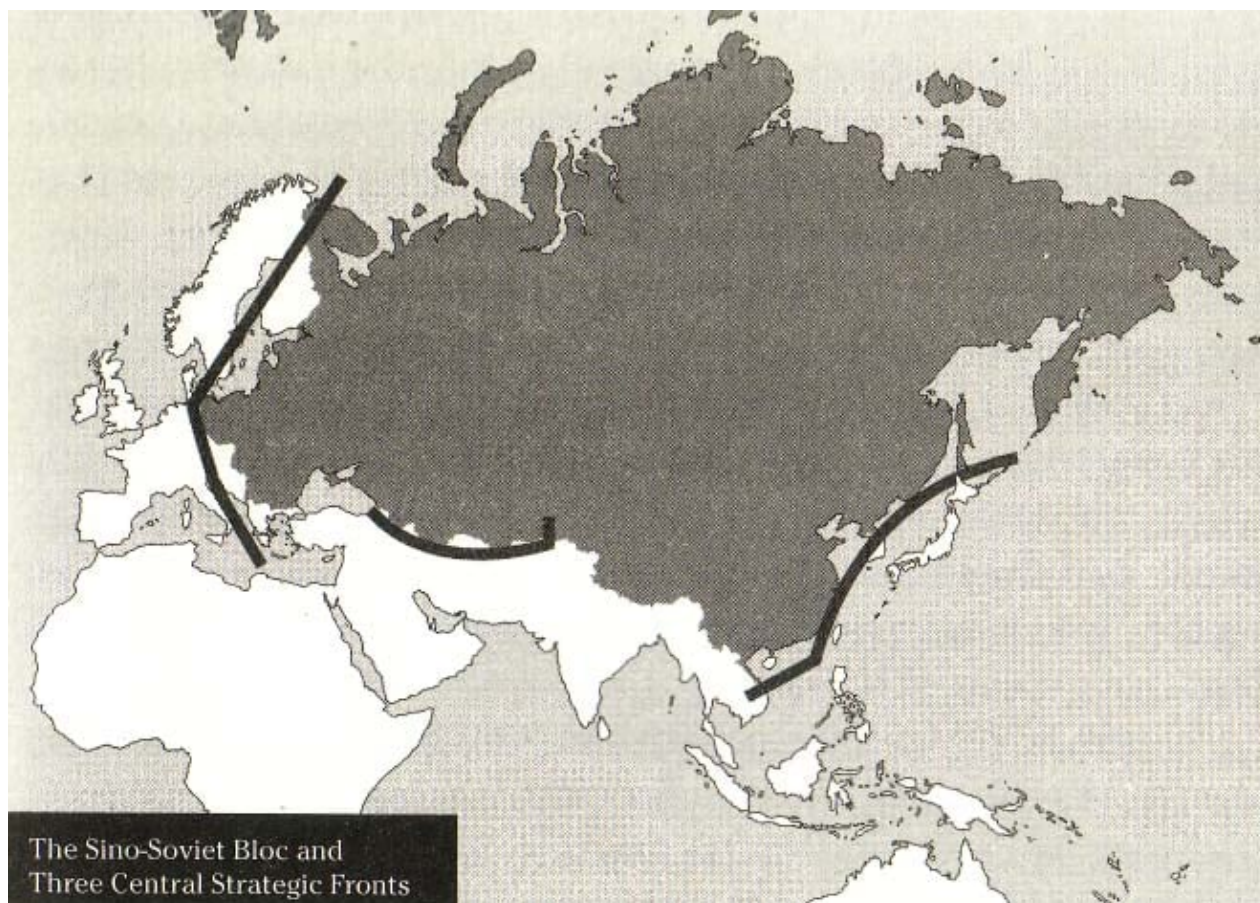 The Sino-Soviet Bloc and
Three Central Strategic Fronts